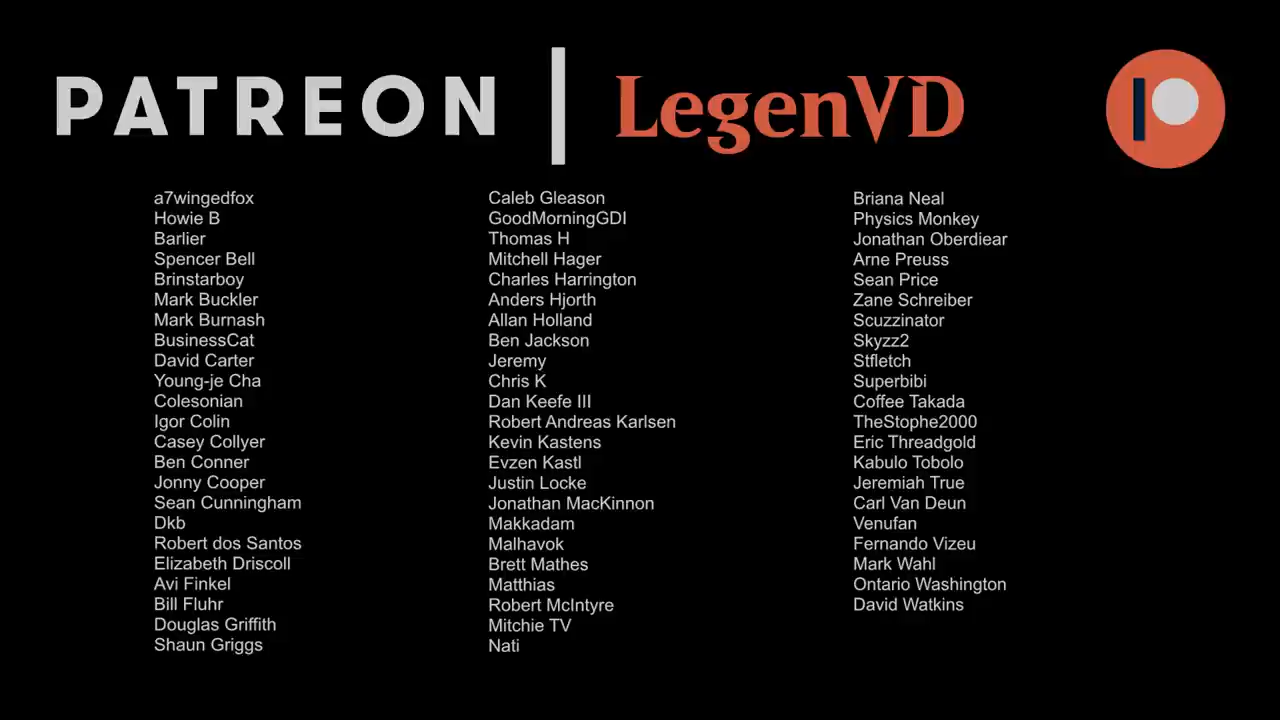 PATREON | LegenVD
a7wingedfox
Howie B
Barlier
Spencer Bell
Brinstarboy
Mark Buckler
Mark Burnash
BusinessCat
David Carter
Young-je Cha
Colesonian
Igor Colin
Casey Collyer
Ben Conner
Jonny Cooper
Sean Cunningham
Dkb
Robert dos Santos
Elizabeth Driscoll
Avi Finkel
Bill Fluhr
Douglas Griffith
Shaun Griggs
Caleb Gleason
GoodMorningGDI
Thomas H
Mitchell Hager
Charles Harrington
Anders Hjorth
Allan Holland
Ben Jackson
Jeremy
Chris K
Dan Keefe III
Robert Andreas Karlsen
Kevin Kastens
Evzen Kastl
Justin Locke
Jonathan MacKinnon
Makkadam
Malhavok
Brett Mathes
Matthias
Robert McIntyre
Mitchie TV
Nati
Briana Neal
Physics Monkey
Jonathan Oberdiear
Arne Preuss
Sean Price
Zane Schreiber
Scuzzinator
Skyzz2
Stfletch
Superbibi
Coffee Takada
TheStophe2000
Eric Threadgold
Kabulo Tobolo
Jeremiah True
Carl Van Deun
Venufan
Fernando Vizeu
Mark Wahl
Ontario Washington
David Watkins